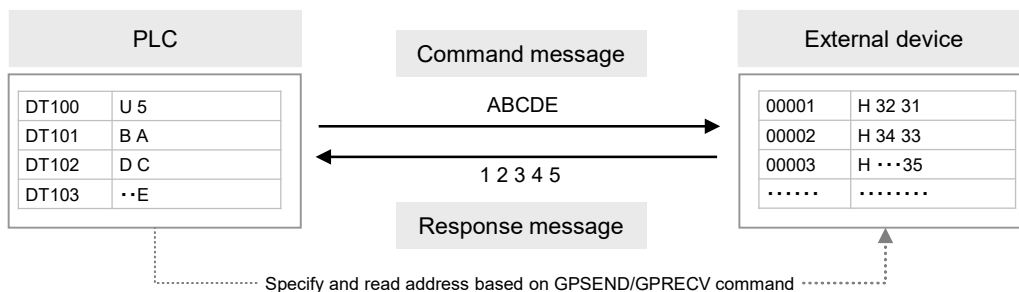 PLC
External device
Command message
DT100 U 5
DT101 B A
DT102 D C
DT103 ··E
ABCDE
1 2 3 4 5
00001 H 32 31
00002 H 34 33
00003 H ···35
······ ········
Response message
Specify and read address based on GPSEND/GPRECV command